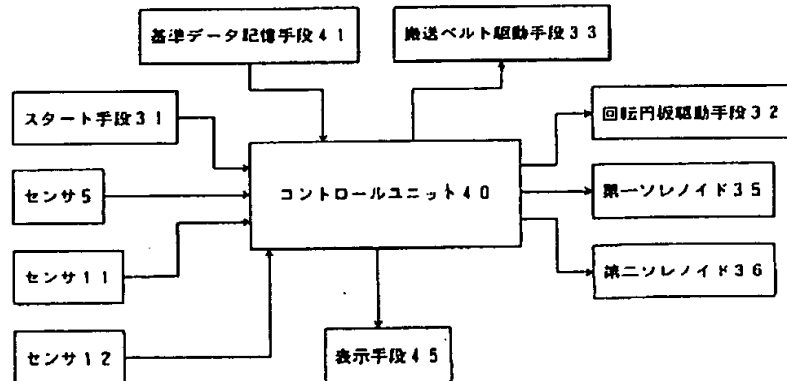 基準データ記憶手段41
搬送ベルト駆動手段33
スタート手段31
回転円板駆動手段32
センサ5
コントロールユニット40
第一ソレノイド35
センサ11
第二ソレノイド36
センサ12
表示手段45